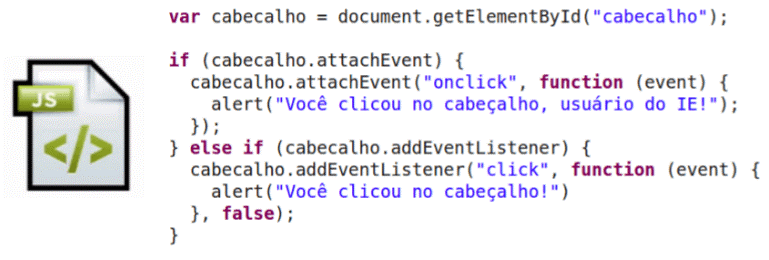 var cabecalho = document.getElementById("cabecalho");
if (cabecalho.attachEvent) {
cabecalho.attachEvent("onclick", function (event) {
alert("Você clicou no cabeçalho, usuário do IE!");
});
} else if (cabecalho.addEventListener) {
cabecalho.addEventListener("click", function (event) {
alert("Você clicou no cabeçalho!")
}, false);
}
JS
</>